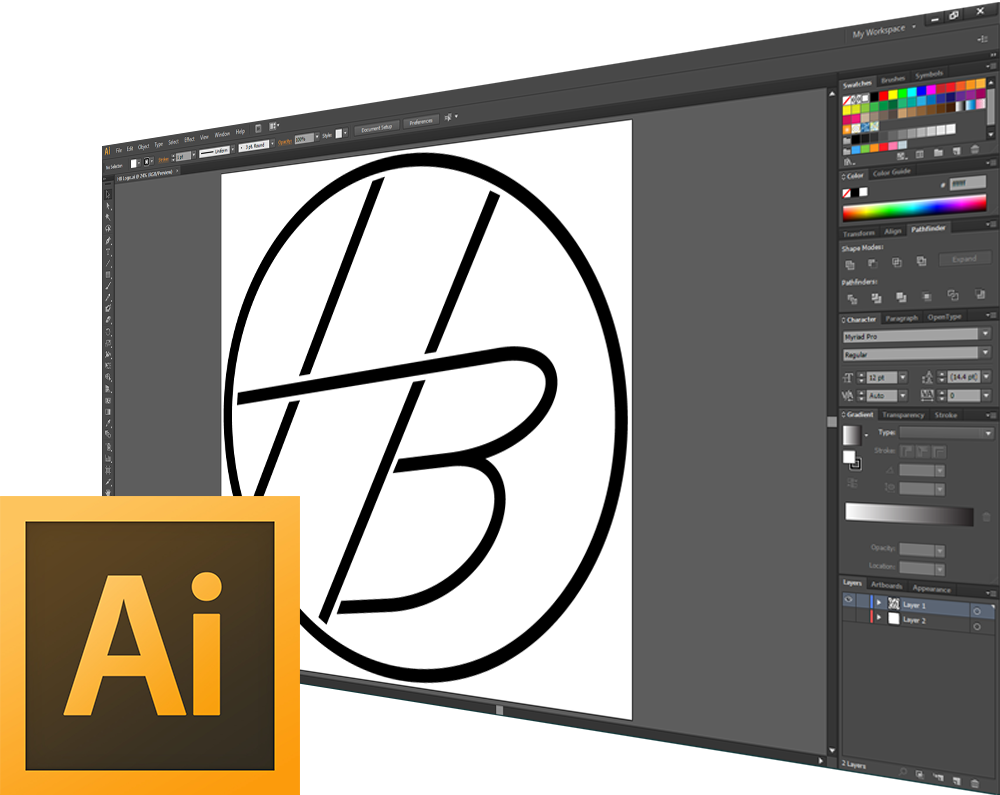 My Workspace
Ai File Edit Object Type Select Effect View Window Help
No Selection Stroke: Uniform 3 pt. Round Opacity: 100% Style: Document Setup Preferences
HB Logo.ai @ 24% (RGB/Preview)
Swatches Brushes Symbols
Color Color Guide
#
Transform Align Pathfinder
Shape Modes:
Expand
Pathfinders:
Character Paragraph OpenType
Myriad Pro
Regular
12 pt (14.4 pt)
Auto 0
Gradient Transparency Stroke
Type:
Stroke:
Opacity:
Location:
Layers Artboards Appearance
Layer 1
Layer 2
2 Layers
HB
Ai